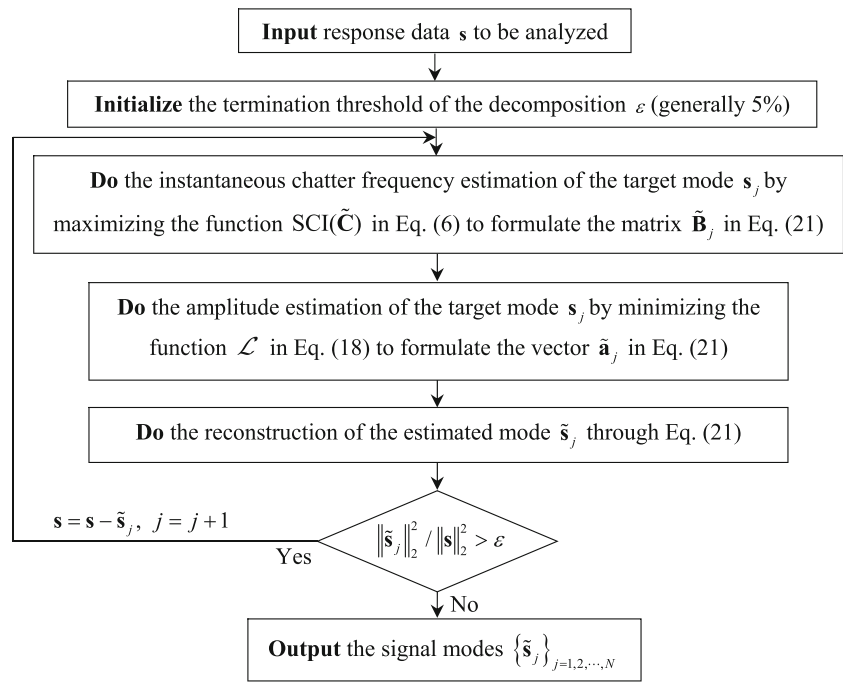 Input response data s to be analyzed
Initialize the termination threshold of the decomposition ε (generally 5%)
Do the instantaneous chatter frequency estimation of the target mode s_j by
maximizing the function SCI(C̃) in Eq. (6) to formulate the matrix B̃_j in Eq. (21)
Do the amplitude estimation of the target mode s_j by minimizing the
function ℒ in Eq. (18) to formulate the vector ã_j in Eq. (21)
Do the reconstruction of the estimated mode s̃_j through Eq. (21)
s = s − s̃_j, j = j + 1
‖s̃_j‖₂² / ‖s‖₂² > ε
Yes
No
Output the signal modes {s̃_j}_{j=1,2,⋯,N}